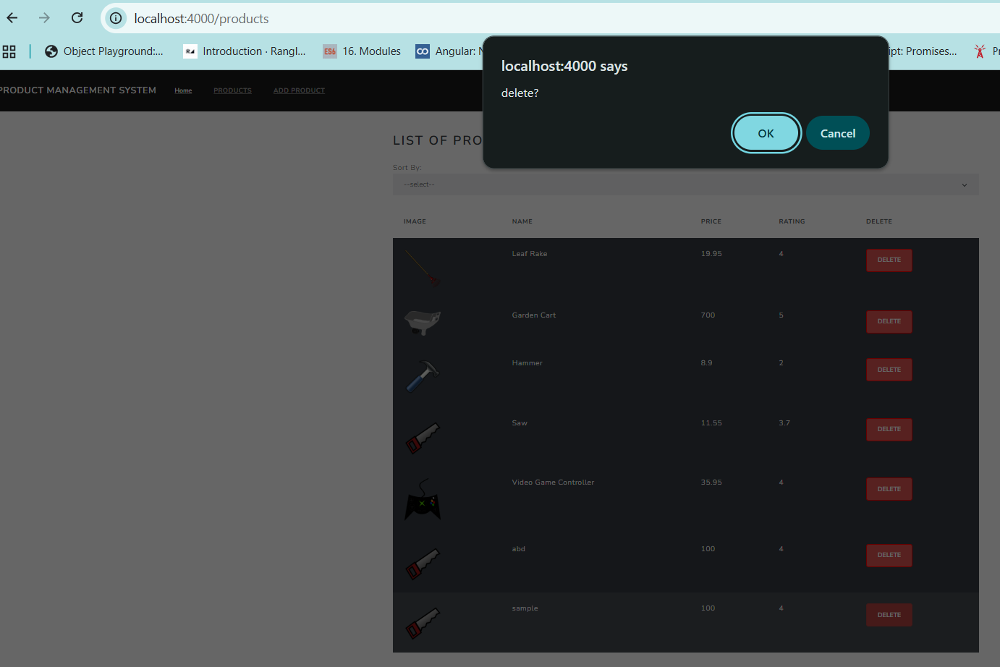 localhost:4000/products
Object Playground:... Introduction · Rangl... ES6 16. Modules Angular: ipt: Promises...
localhost:4000 says
delete?
OK Cancel
PRODUCT MANAGEMENT SYSTEM Home PRODUCTS ADD PRODUCT
LIST OF PRO
Sort By:
--select--
IMAGE NAME PRICE RATING DELETE
Leaf Rake 19.95 4 DELETE
Garden Cart 700 5 DELETE
Hammer 8.9 2 DELETE
Saw 11.55 3.7 DELETE
Video Game Controller 35.95 4 DELETE
abd 100 4 DELETE
sample 100 4 DELETE